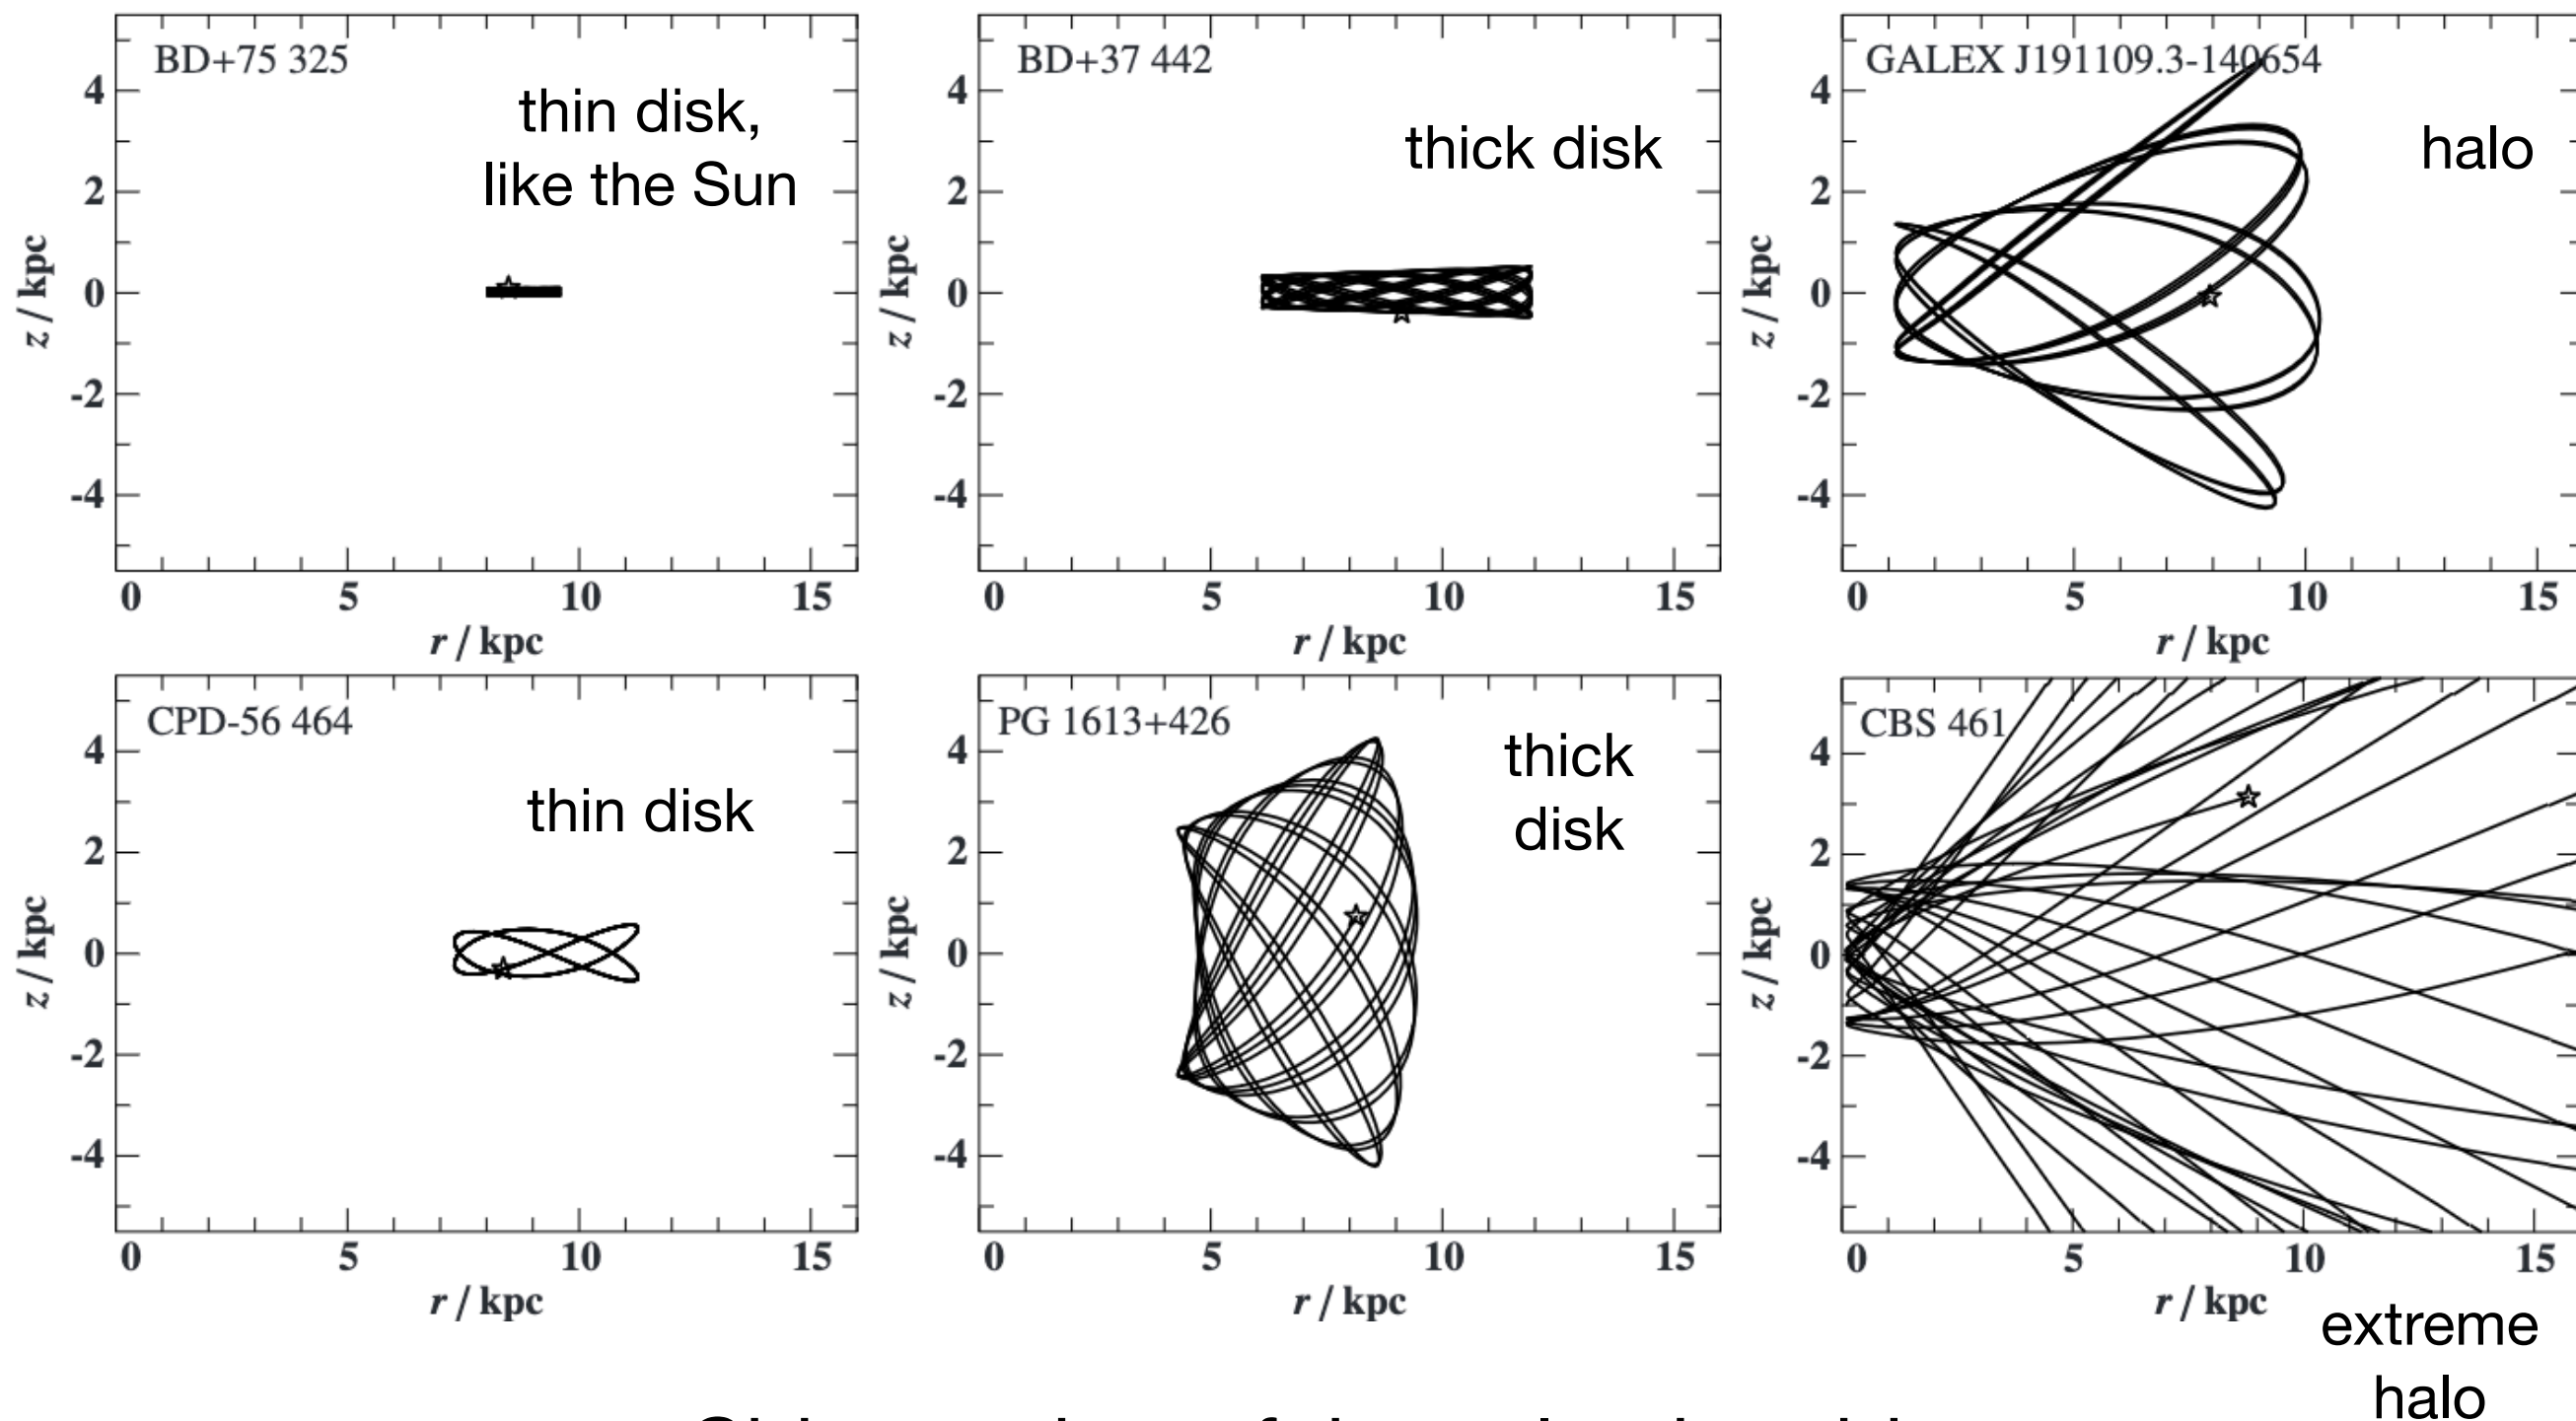 BD+75 325
thin disk,
like the Sun
4
2
0
-2
-4
z / kpc
0 5 10 15
r / kpc
BD+37 442
thick disk
4
2
0
-2
-4
z / kpc
0 5 10 15
r / kpc
GALEX J191109.3-140654
halo
4
2
0
-2
-4
z / kpc
0 5 10 15
r / kpc
CPD-56 464
thin disk
4
2
0
-2
-4
z / kpc
0 5 10 15
r / kpc
PG 1613+426
thick
disk
4
2
0
-2
-4
z / kpc
0 5 10 15
r / kpc
CBS 461
4
2
0
-2
-4
z / kpc
0 5 10 15
r / kpc
extreme
halo